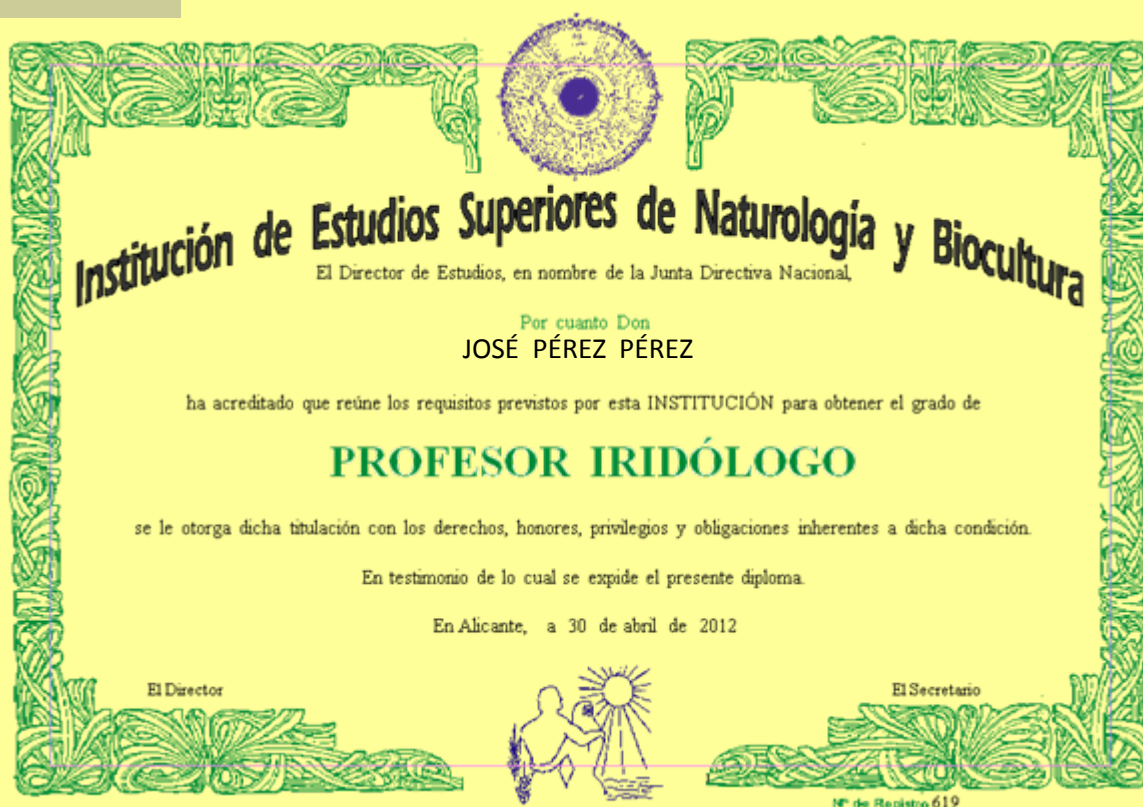 Institución de Estudios Superiores de Naturología y Biocultura
El Director de Estudios, en nombre de la Junta Directiva Nacional,
Por cuanto Don
JOSÉ PÉREZ PÉREZ
ha acreditado que reúne los requisitos previstos por esta INSTITUCIÓN para obtener el grado de
PROFESOR IRIDÓLOGO
se le otorga dicha titulación con los derechos, honores, privilegios y obligaciones inherentes a dicha condición.
En testimonio de lo cual se expide el presente diploma.
En Alicante, a 30 de abril de 2012
El Director
El Secretario
Nº de Registro 619